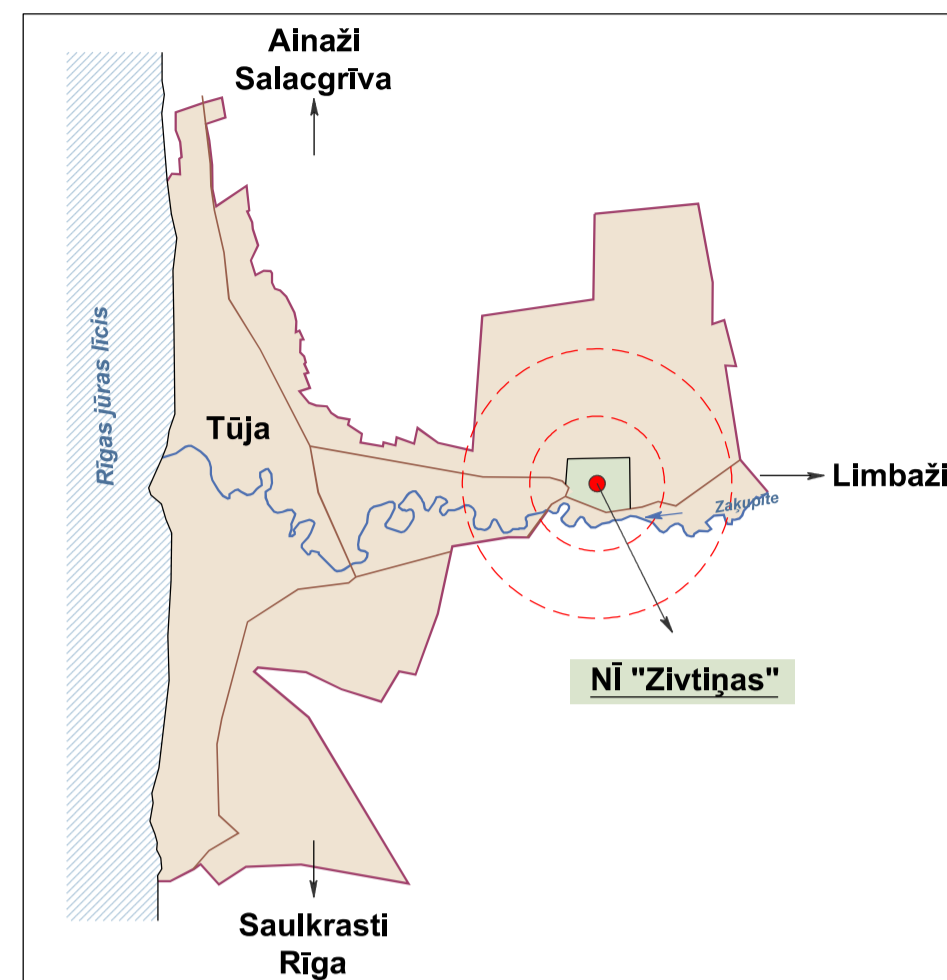 Ainaži
Salacgrīva
Rīgas jūras līcis
Tūja
Limbaži
Zaķupīte
NĪ "Zivtiņas"
Saulkrasti
Rīga